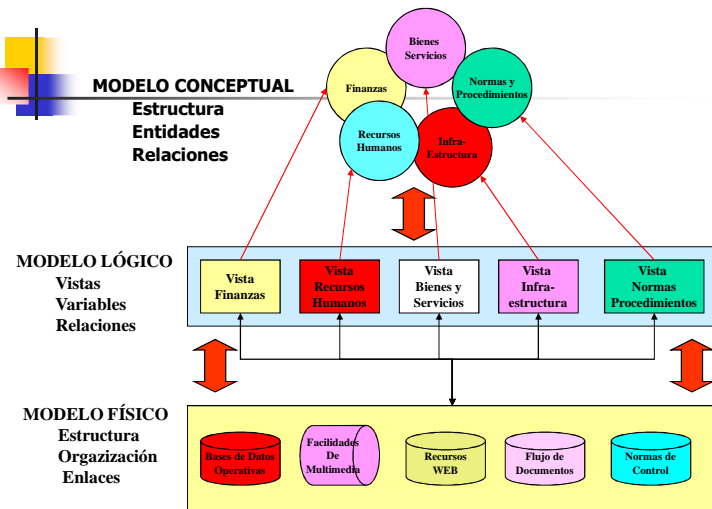 MODELO CONCEPTUAL
Estructura
Entidades
Relaciones
Bienes
Servicios
Finanzas
Normas y
Procedimientos
Recursos
Humanos
Infra-
Estructura
MODELO LÓGICO
Vistas
Variables
Relaciones
Vista
Finanzas
Vista
Recursos
Humanos
Vista
Bienes y
Servicios
Vista
Infra-
estructura
Vista
Normas
Procedimientos
MODELO FÍSICO
Estructura
Orgazización
Enlaces
Bases de Datos
Operativas
Facilidades
De
Multimedia
Recursos
WEB
Flujo de
Documentos
Normas de
Control